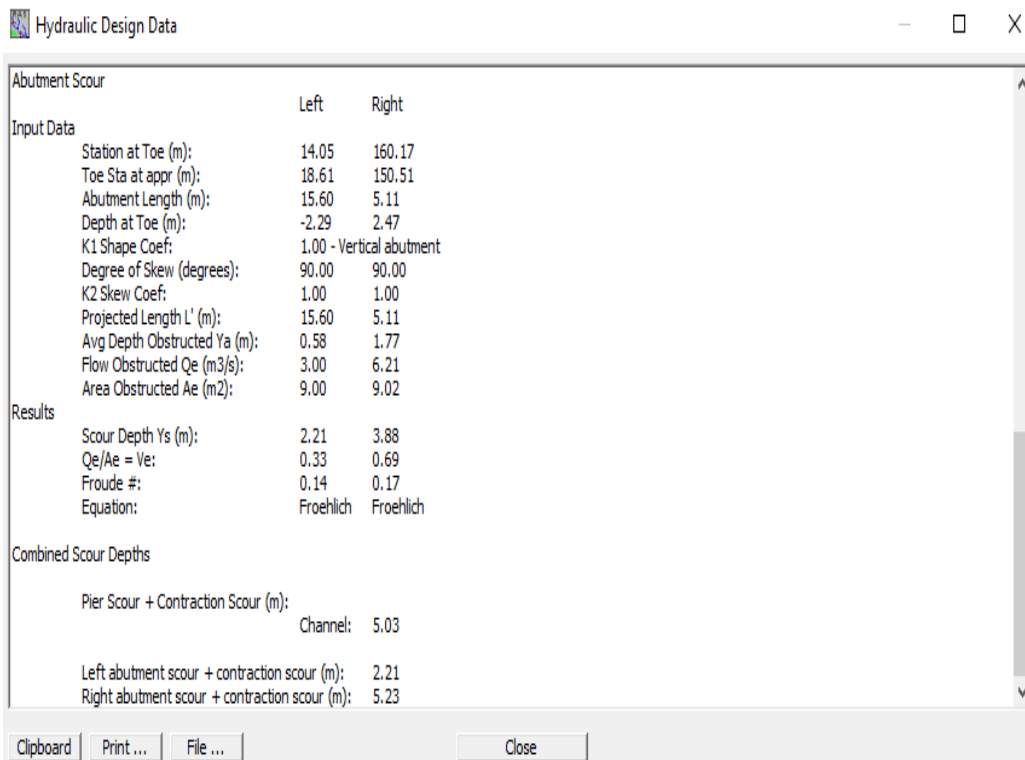 Hydraulic Design Data
Abutment Scour
Left Right
Input Data
Station at Toe (m): 14.05 160.17
Toe Sta at appr (m): 18.61 150.51
Abutment Length (m): 15.60 5.11
Depth at Toe (m): -2.29 2.47
K1 Shape Coef: 1.00 - Vertical abutment
Degree of Skew (degrees): 90.00 90.00
K2 Skew Coef: 1.00 1.00
Projected Length L' (m): 15.60 5.11
Avg Depth Obstructed Ya (m): 0.58 1.77
Flow Obstructed Qe (m3/s): 3.00 6.21
Area Obstructed Ae (m2): 9.00 9.02
Results
Scour Depth Ys (m): 2.21 3.88
Qe/Ae = Ve: 0.33 0.69
Froude #: 0.14 0.17
Equation: Froehlich Froehlich
Combined Scour Depths
Pier Scour + Contraction Scour (m):
Channel: 5.03
Left abutment scour + contraction scour (m): 2.21
Right abutment scour + contraction scour (m): 5.23
Clipboard Print ... File ... Close